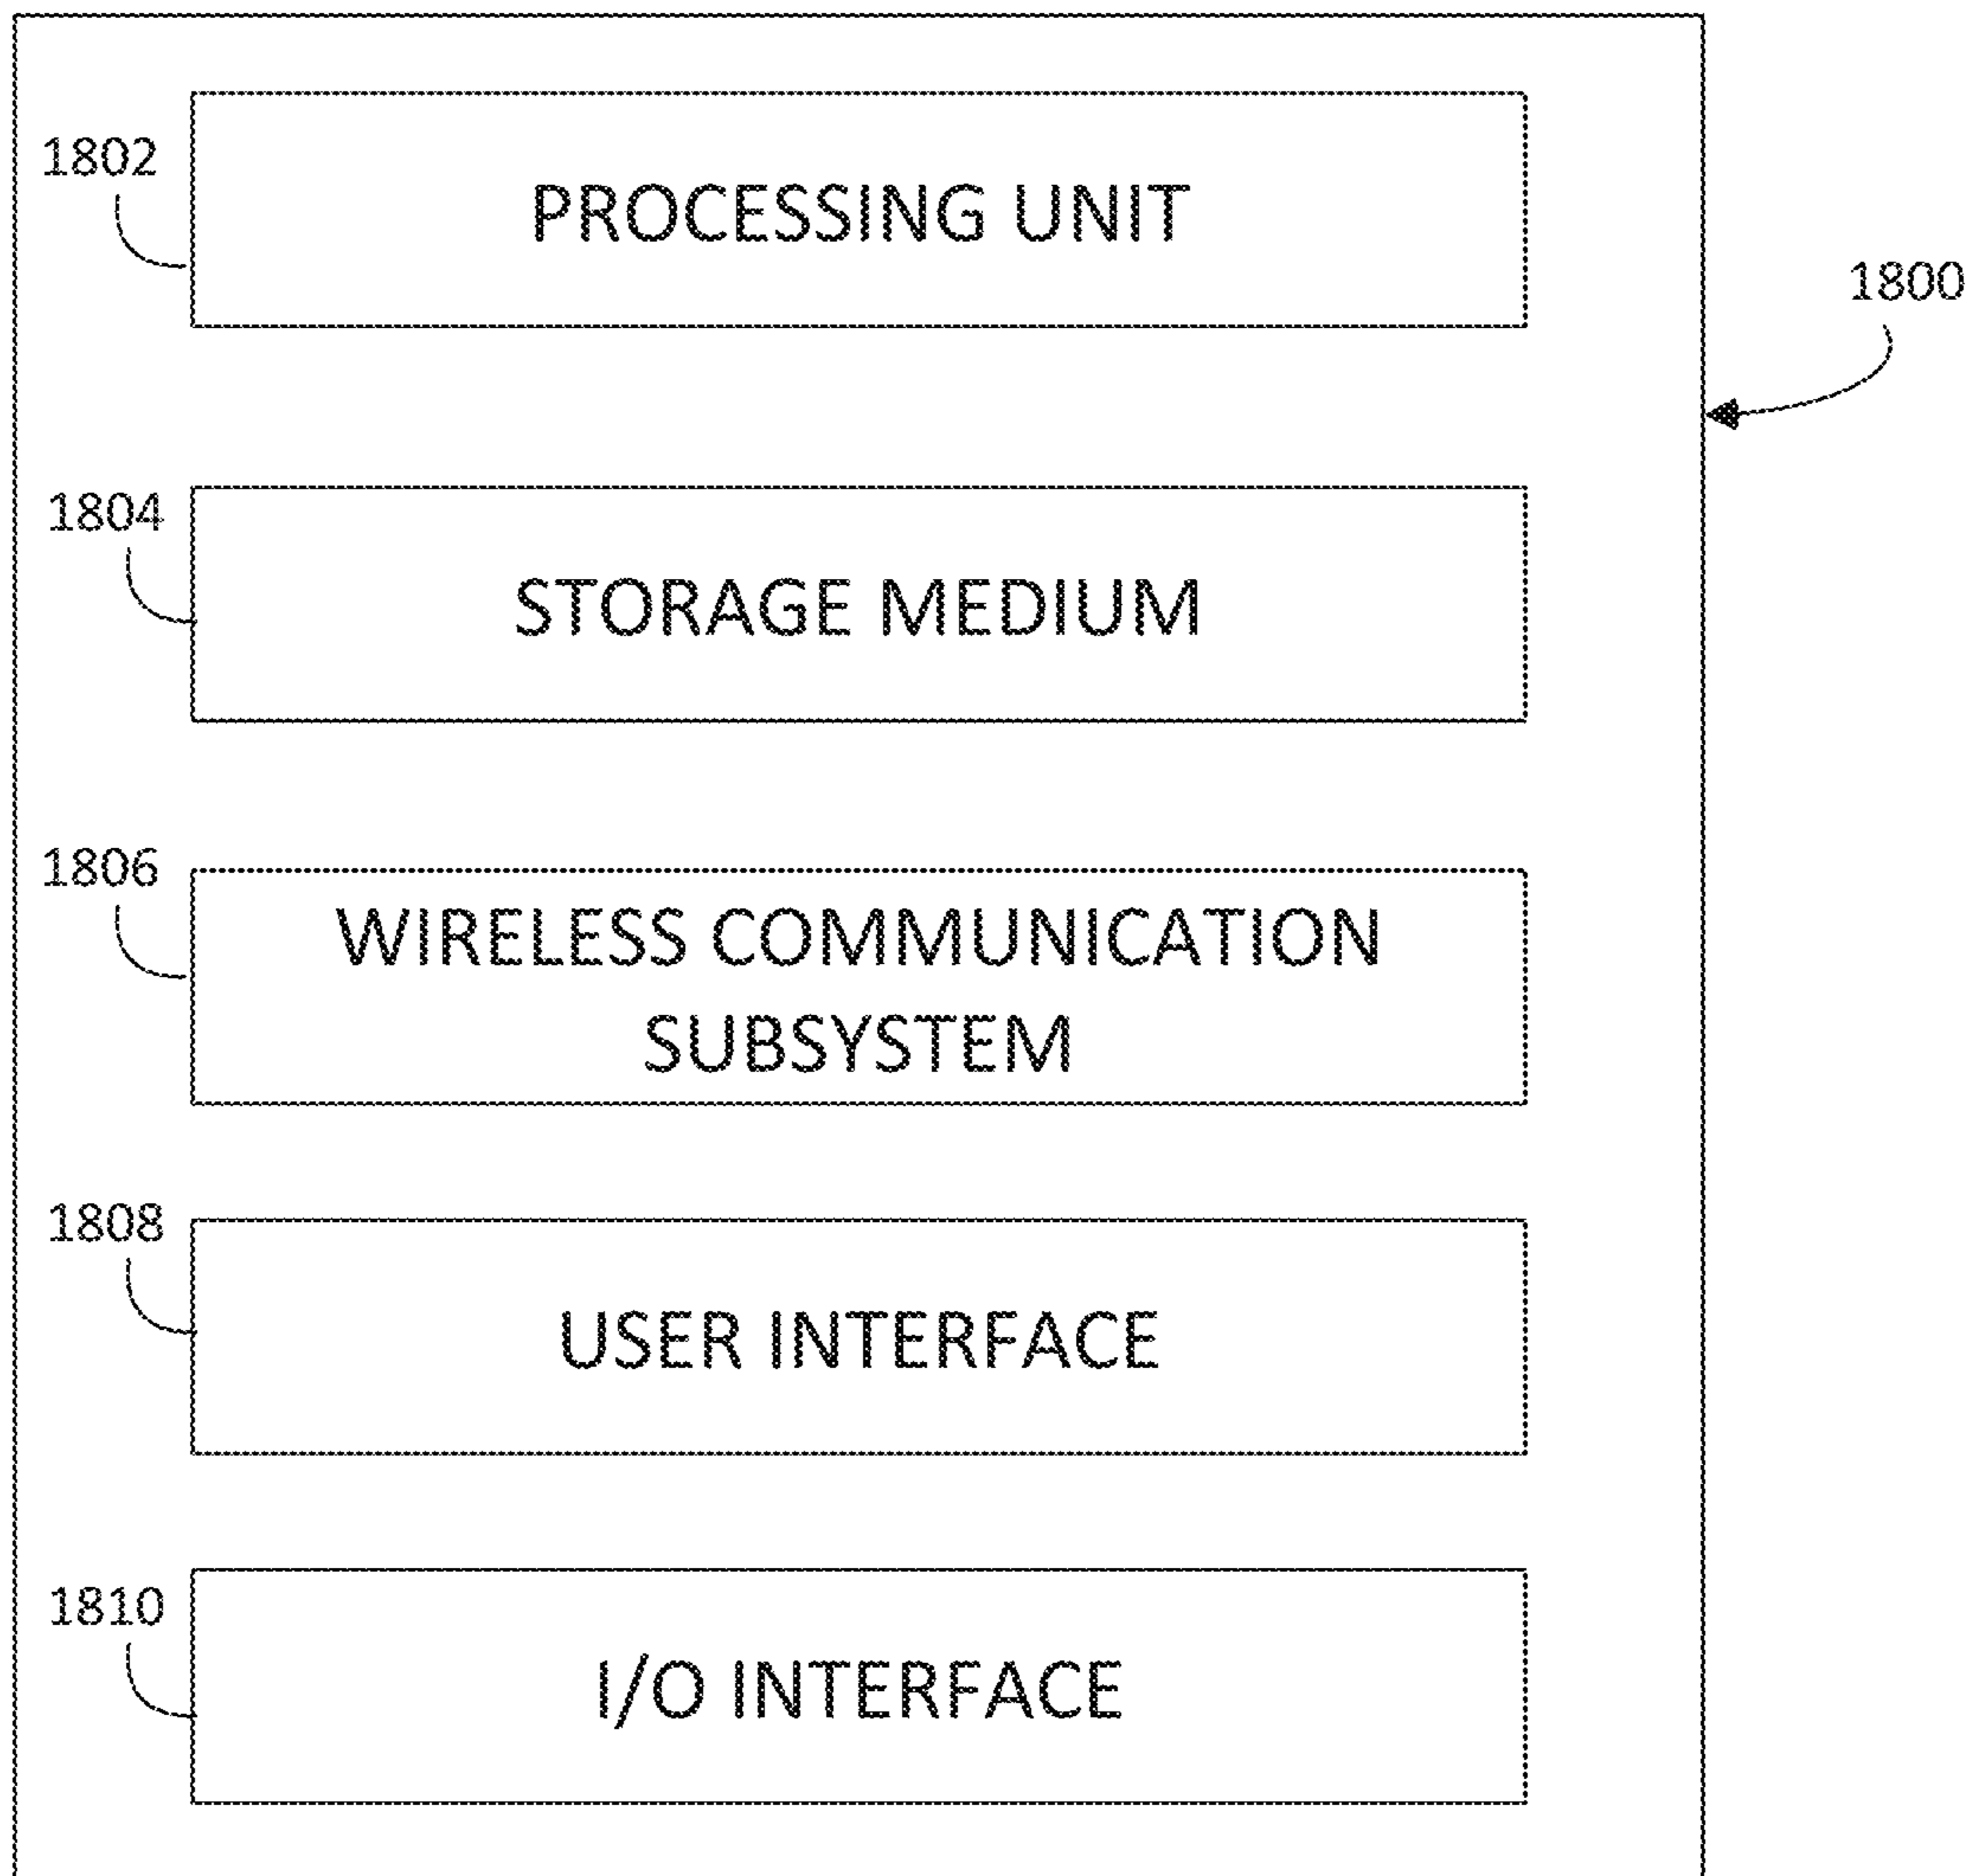 1802
PROCESSING UNIT
1800
1804
STORAGE MEDIUM
1806
WIRELESS COMMUNICATION
SUBSYSTEM
1808
USER INTERFACE
1810
I/O INTERFACE